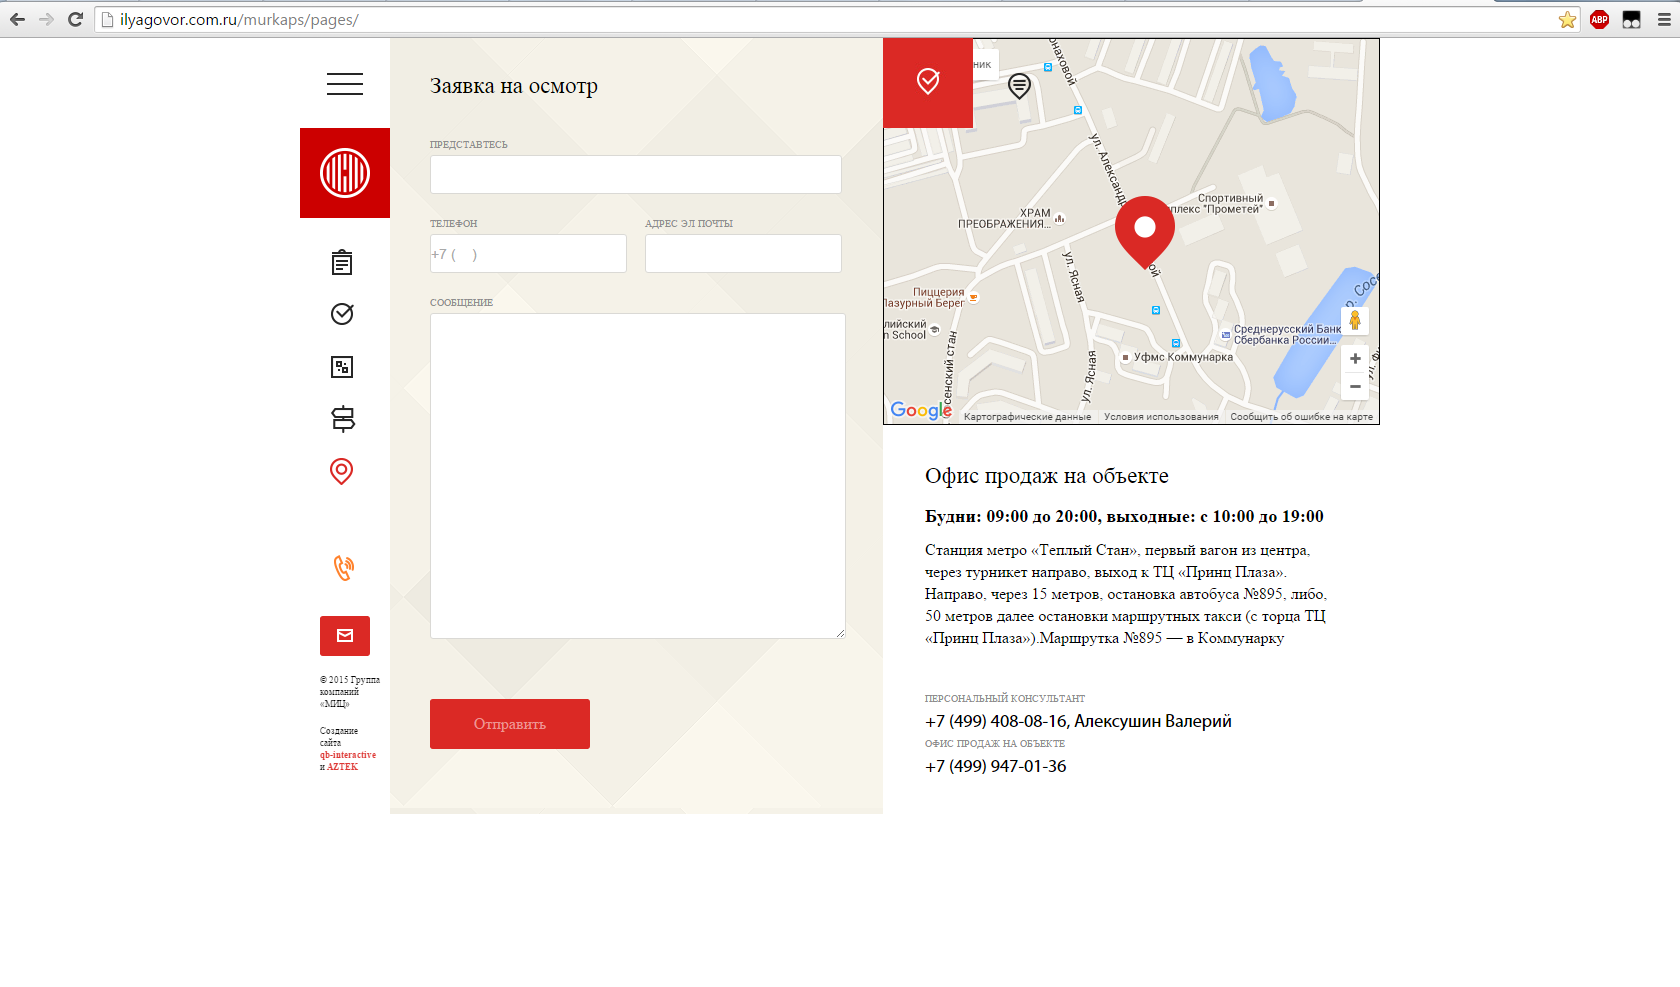 ilyagovor.com.ru/murkaps/pages/
ABP
Заявка на осмотр
ПРЕДСТАВТЕСЬ
ТЕЛЕФОН
АДРЕС ЭЛ ПОЧТЫ
+7 ( )
СООБЩЕНИЕ
Отправить
© 2015 Группа
компаний
«МИЦ»
Создание
сайта
qb-interactive
и AZTEK
ник
онаховой
ул. Александр
ой
Спортивный
плекс "Прометей"
ХРАМ
ПРЕОБРАЖЕНИЯ...
ул. Ясная
Пиццерия
Лазурный Берег
лийский
n School
сенский стан
ул. Ясная
Уфмс Коммунарка
Среднерусский Банк
Сбербанка России...
р. Сосе
ул. Ф
+
−
Google
Картографические данные
Условия использования
Сообщить об ошибке на карте
Офис продаж на объекте
Будни: 09:00 до 20:00, выходные: с 10:00 до 19:00
Станция метро «Теплый Стан», первый вагон из центра,
через турникет направо, выход к ТЦ «Принц Плаза».
Направо, через 15 метров, остановка автобуса №895, либо,
50 метров далее остановки маршрутных такси (с торца ТЦ
«Принц Плаза»).Маршрутка №895 — в Коммунарку
ПЕРСОНАЛЬНЫЙ КОНСУЛЬТАНТ
+7 (499) 408-08-16, Алексушин Валерий
ОФИС ПРОДАЖ НА ОБЪЕКТЕ
+7 (499) 947-01-36